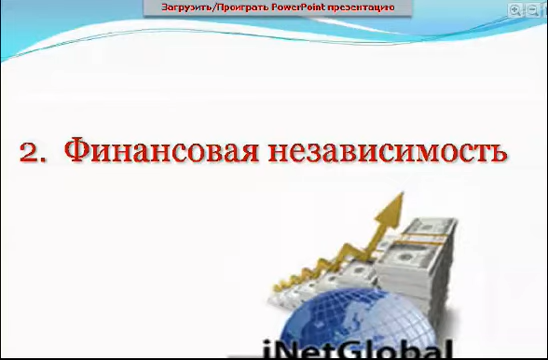 Загрузить/Проиграть PowerPoint презентацию
2. Финансовая независимость
iNetGlobal